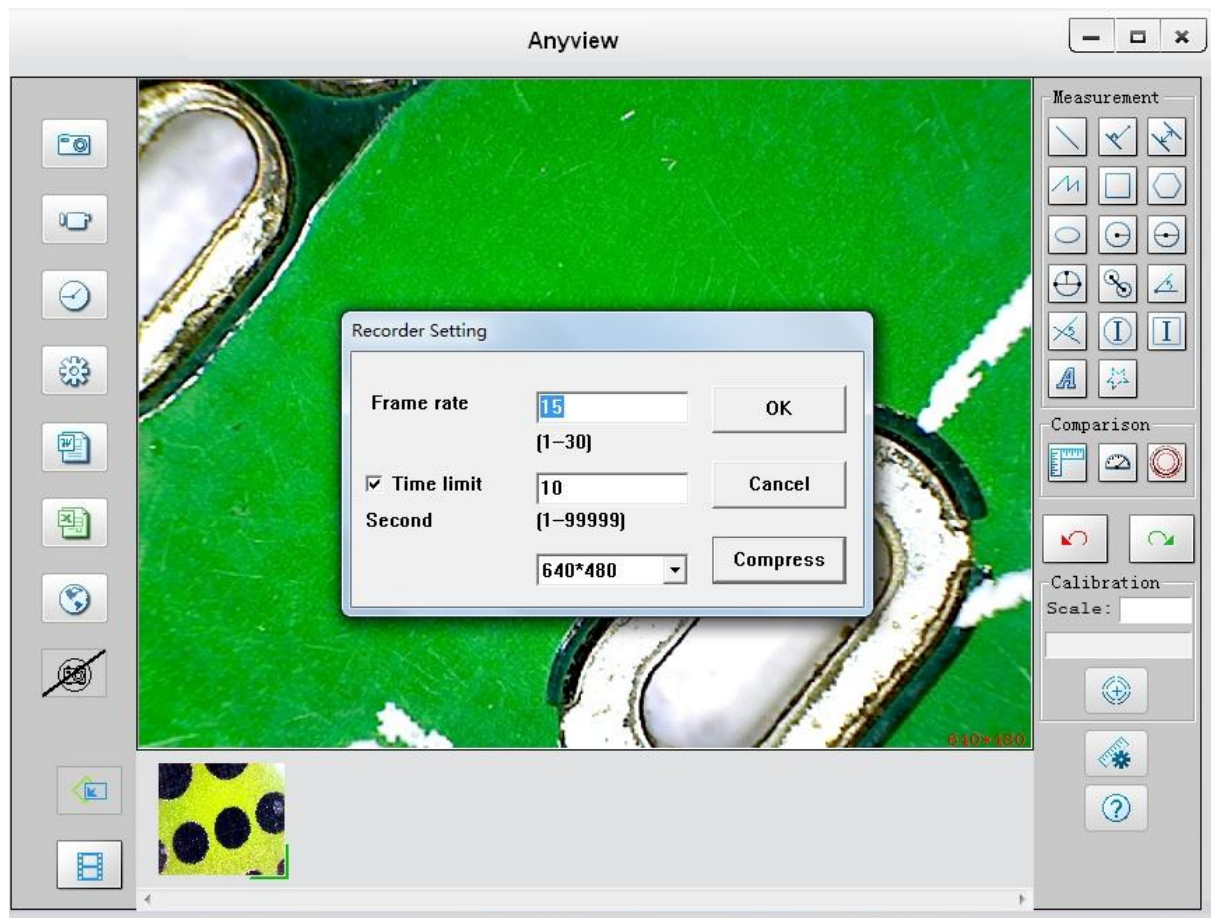 Anyview
Measurement
Comparison
Calibration
Scale:
Recorder Setting
Frame rate
15
OK
(1-30)
Time limit
10
Cancel
Second
(1-99999)
640*480
Compress
640*480